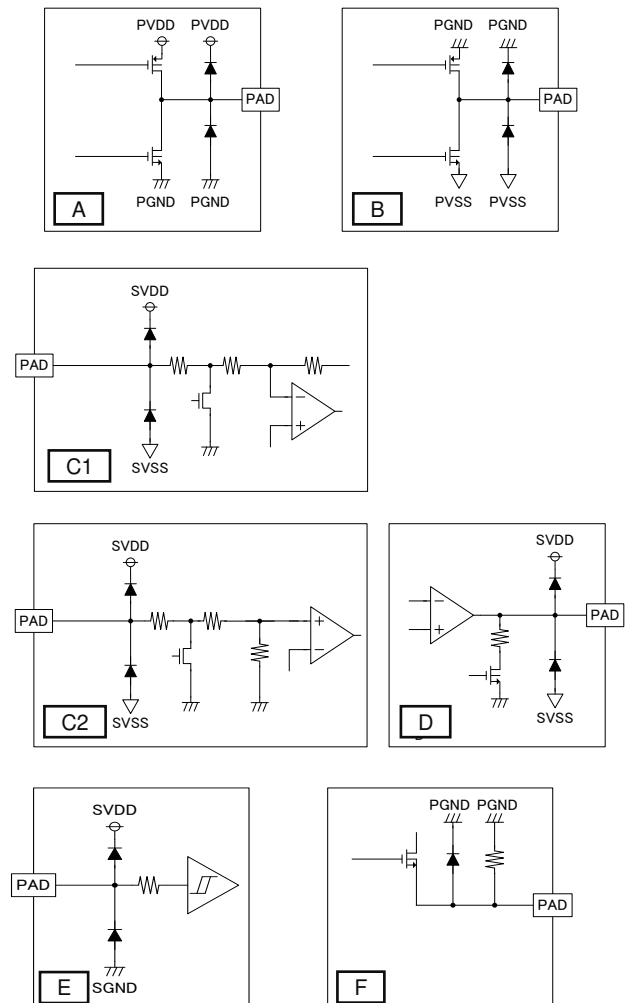 PVDD PVDD
PAD
PGND PGND
A
PGND PGND
PAD
PVSS PVSS
B
SVDD
PAD
−
+
SVSS
C1
SVDD
PAD
+
−
SVSS
C2
SVDD
−
+
PAD
SVSS
D
SVDD
PAD
SGND
E
PGND PGND
PAD
F